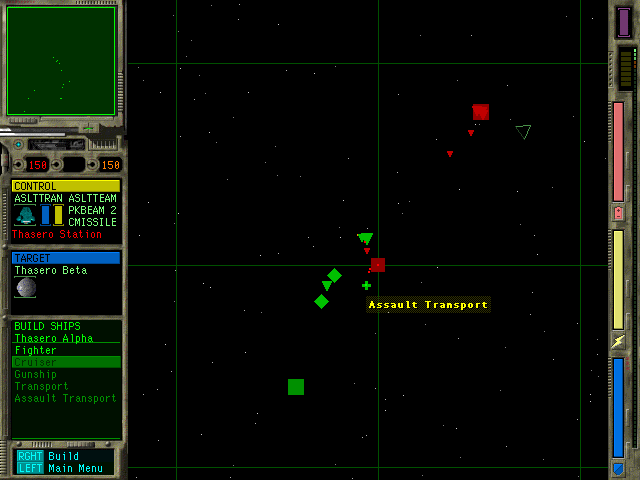 150 150
CONTROL
ASLTTRAN ASLTTEAM
PKBEAM 2
CMISSILE
Thasero Station
TARGET
Thasero Beta
BUILD SHIPS
Thasero Alpha
Fighter
Cruiser
Gunship
Transport
Assault Transport
RGHT Build
LEFT Main Menu
Assault Transport